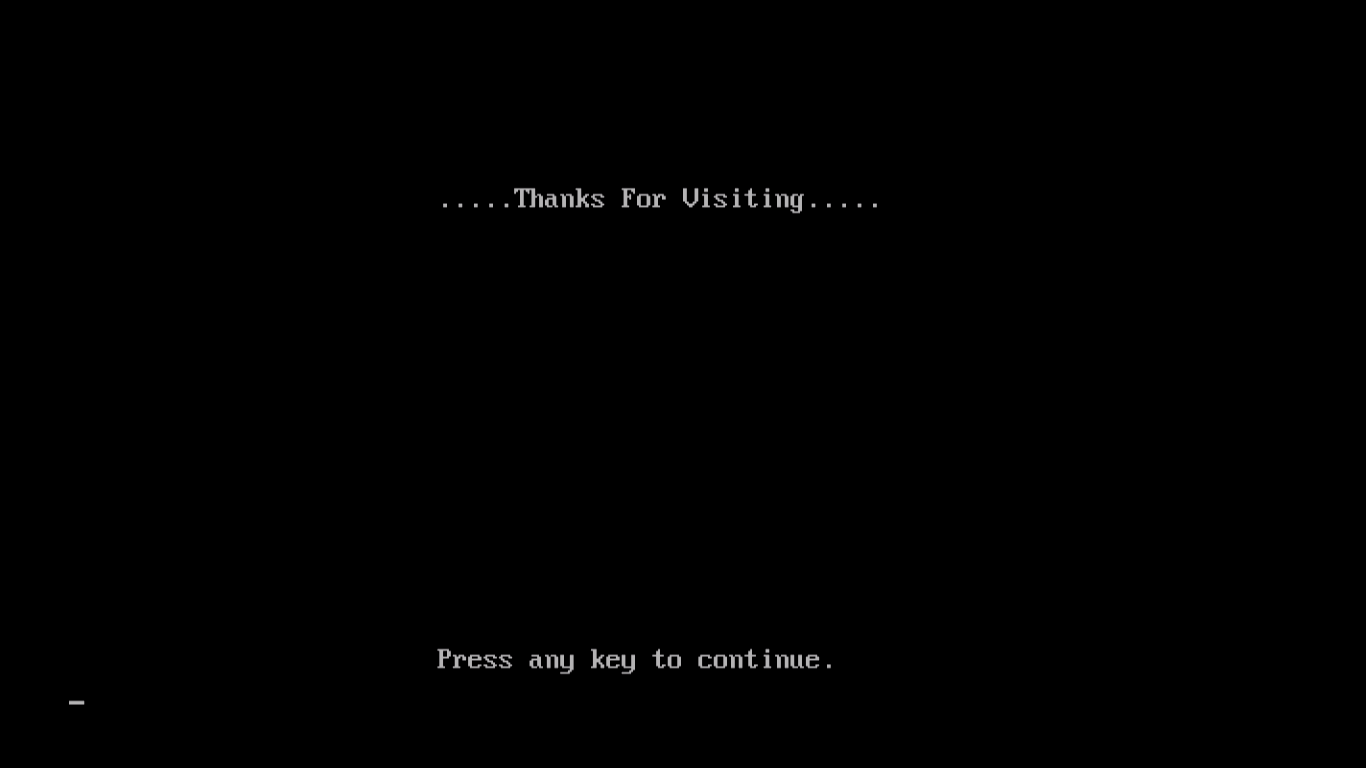 .....Thanks For Visiting.....
Press any key to continue.